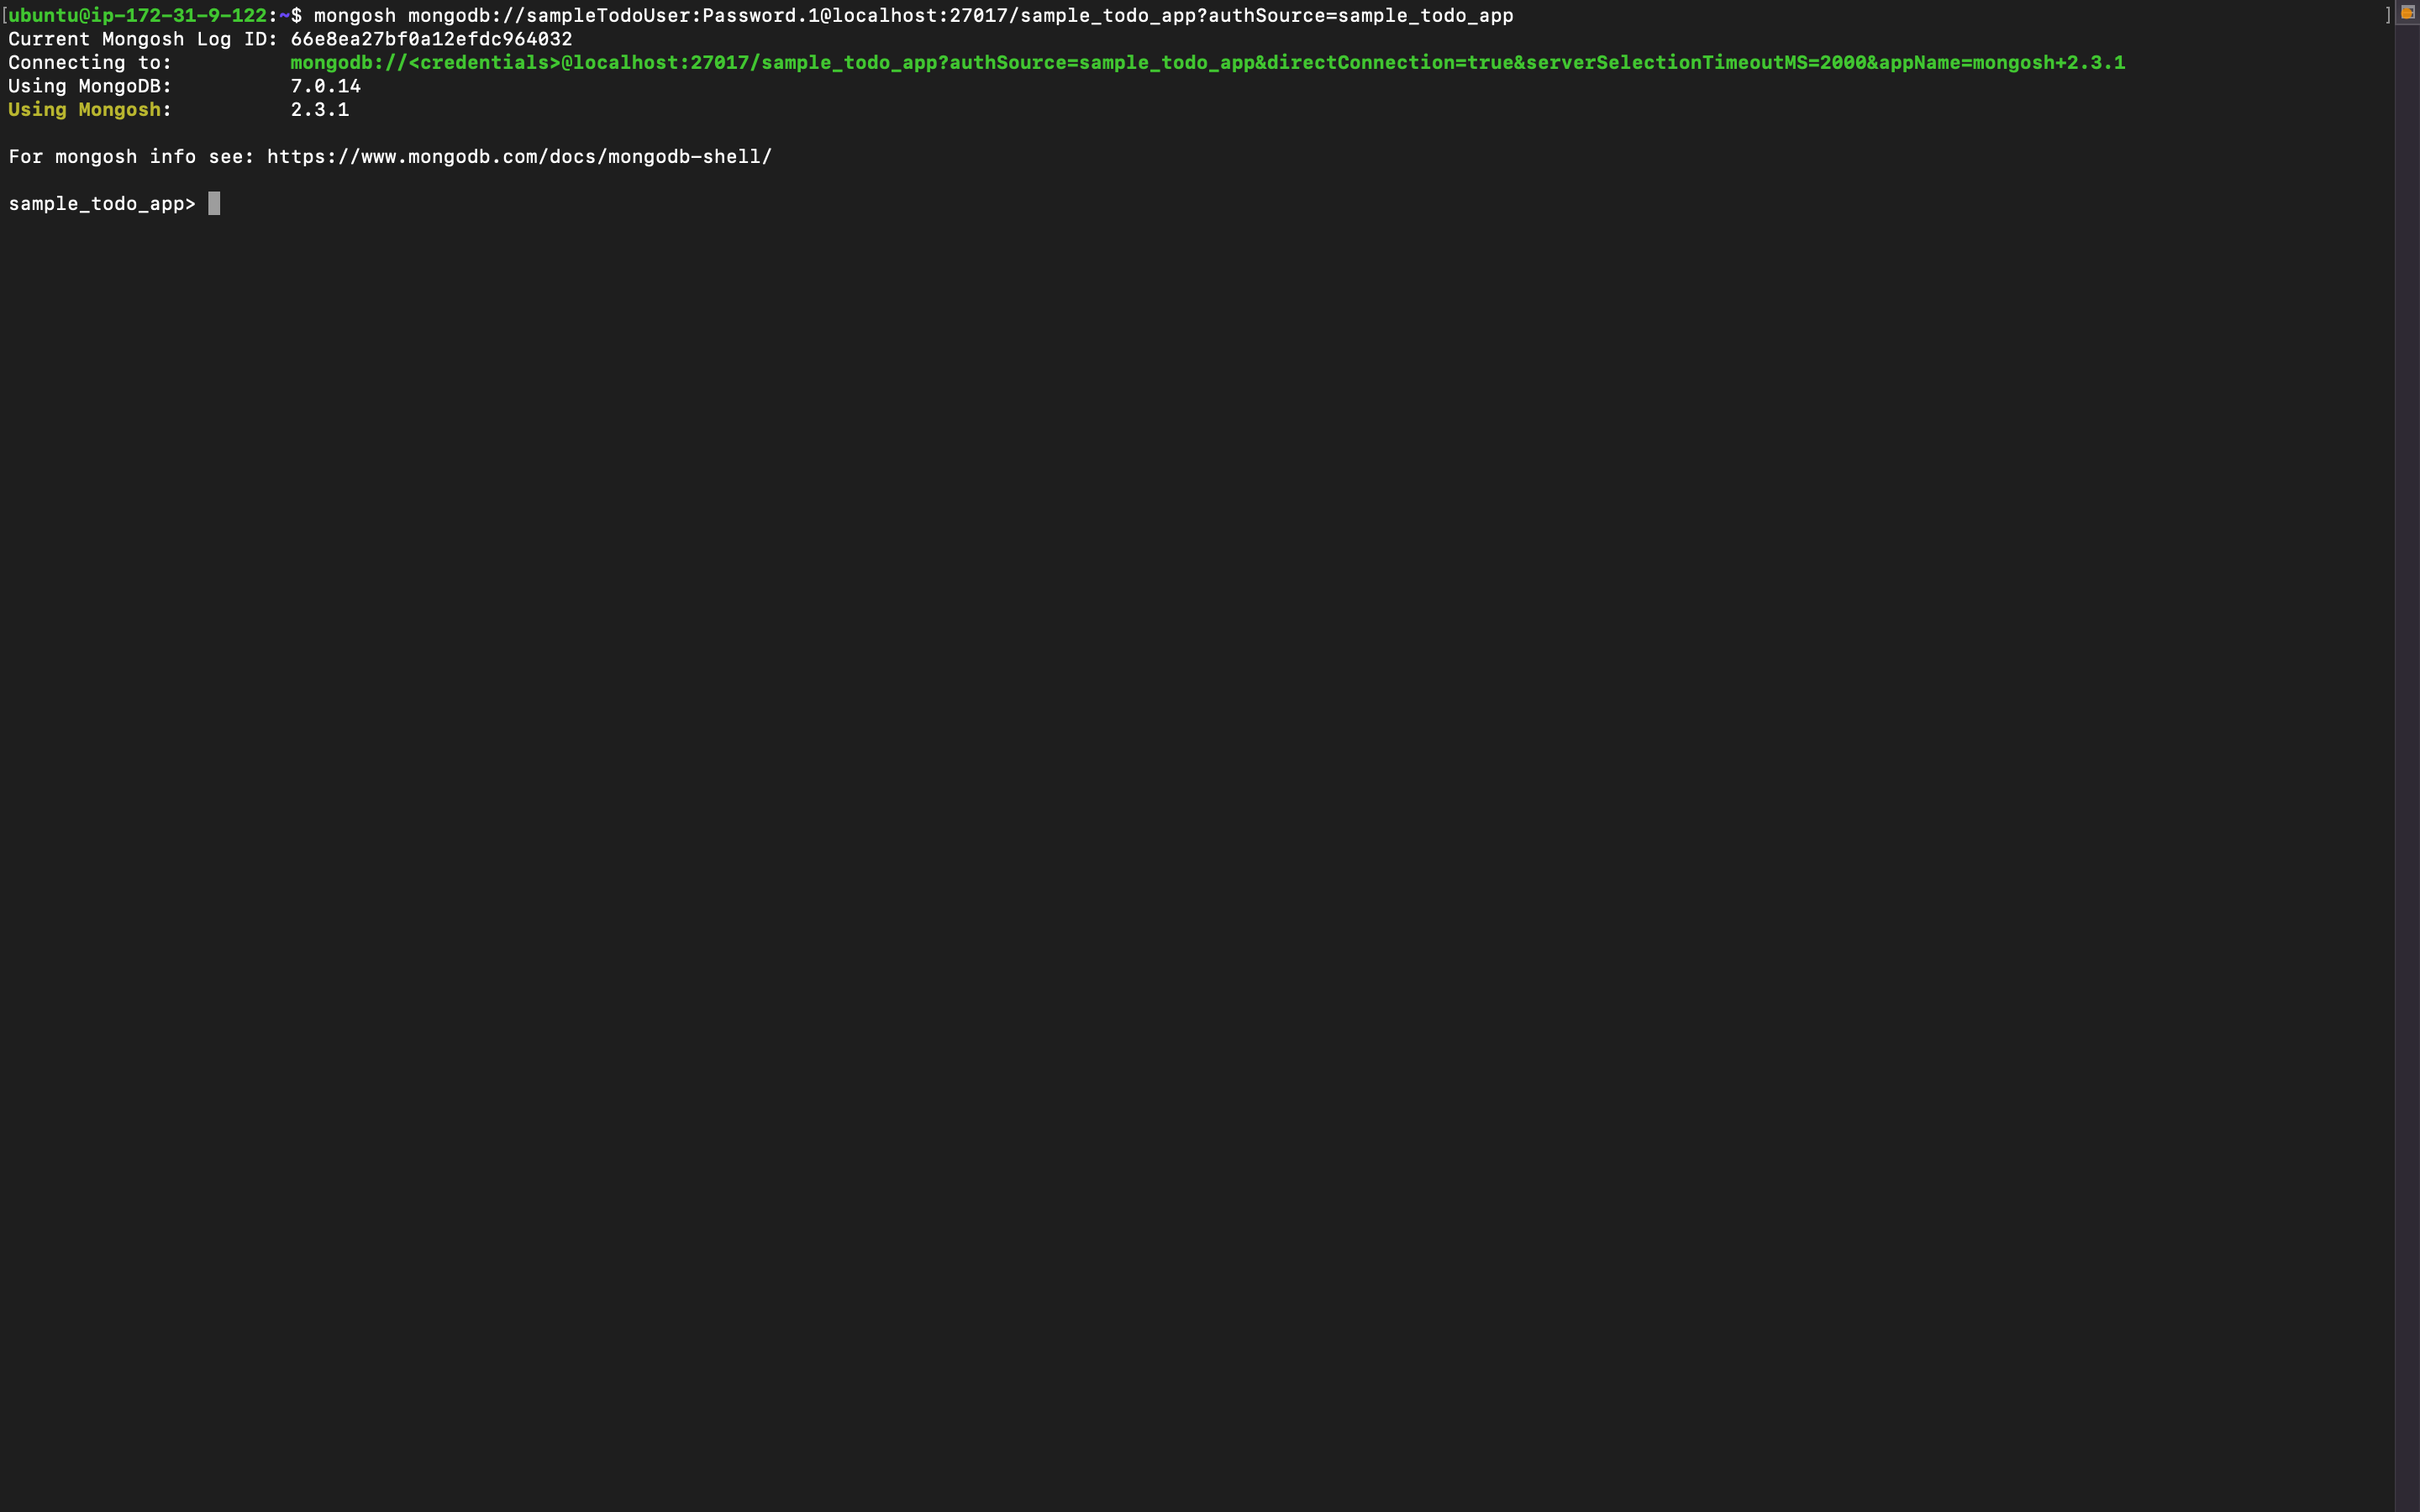 [ubuntu@ip-172-31-9-122:~$ mongosh mongodb://sampleTodoUser:Password.1@localhost:27017/sample_todo_app?authSource=sample_todo_app ]
Current Mongosh Log ID: 66e8ea27bf0a12efdc964032
Connecting to: mongodb://<credentials>@localhost:27017/sample_todo_app?authSource=sample_todo_app&directConnection=true&serverSelectionTimeoutMS=2000&appName=mongosh+2.3.1
Using MongoDB: 7.0.14
Using Mongosh: 2.3.1
For mongosh info see: https://www.mongodb.com/docs/mongodb-shell/
sample_todo_app>